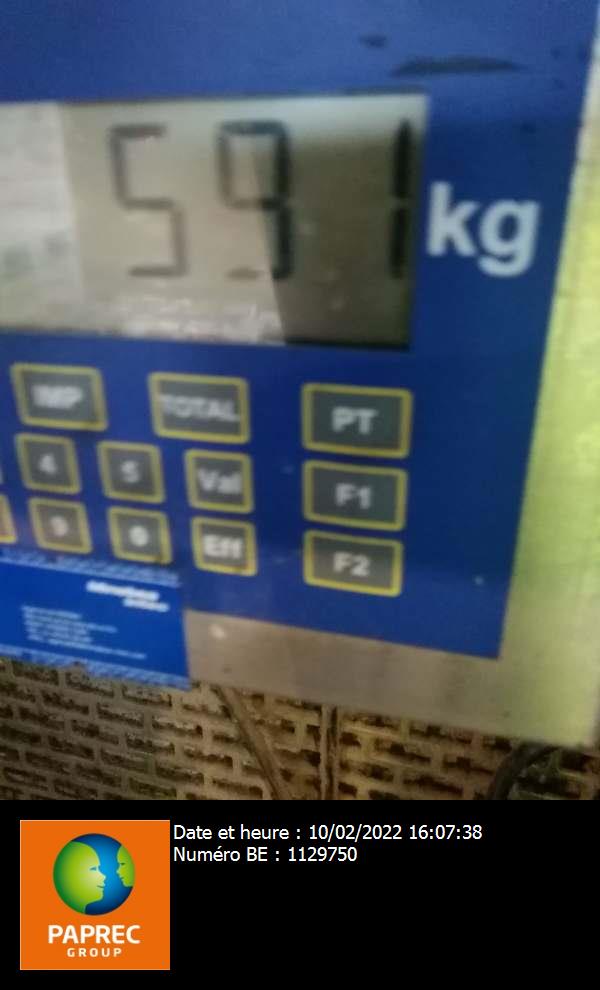 591
kg
IMP TOTAL PT
4 5 Val F1
9 0 Eff F2
Date et heure : 10/02/2022 16:07:38
Numéro BE : 1129750
PAPREC
GROUP